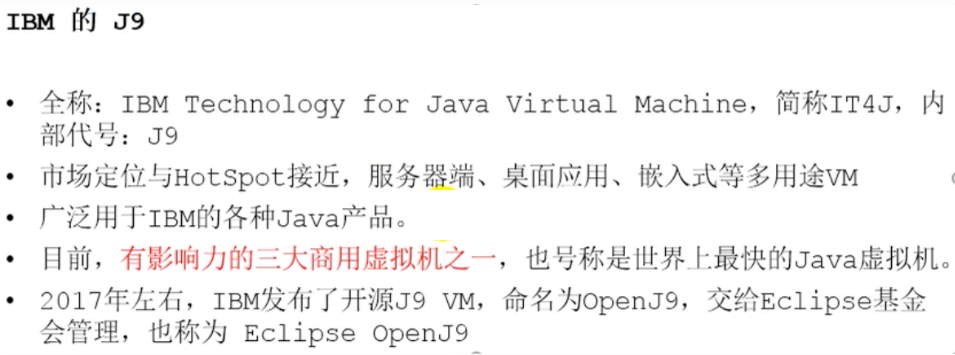 IBM 的 J9
• 全称：IBM Technology for Java Virtual Machine，简称IT4J，内
部代号：J9
• 市场定位与HotSpot接近，服务器端、桌面应用、嵌入式等多用途VM
• 广泛用于IBM的各种Java产品。
• 目前，有影响力的三大商用虚拟机之一，也号称是世界上最快的Java虚拟机。
• 2017年左右，IBM发布了开源J9 VM，命名为OpenJ9，交给Eclipse基金
会管理，也称为 Eclipse OpenJ9